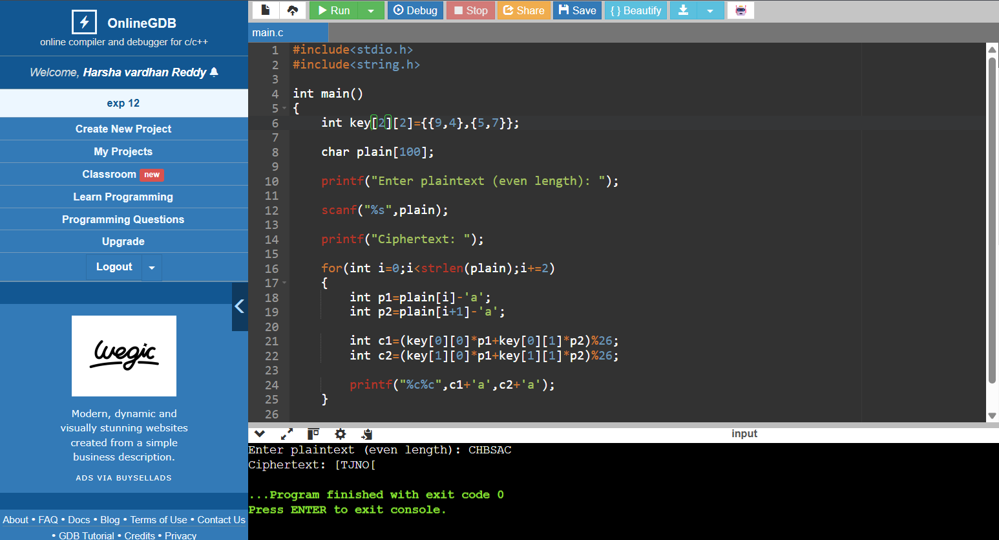 OnlineGDB
online compiler and debugger for c/c++
Welcome, Harsha vardhan Reddy
exp 12
Create New Project
My Projects
Classroom new
Learn Programming
Programming Questions
Upgrade
Logout
wegic
Modern, dynamic and
visually stunning websites
created from a simple
business description.
ADS VIA BUYSELLADS
About • FAQ • Docs • Blog • Terms of Use • Contact Us
• GDB Tutorial • Credits • Privacy
Run Debug Stop Share Save { } Beautify
main.c
1 #include<stdio.h>
2 #include<string.h>
3
4 int main()
5 {
6     int key[2][2]={{9,4},{5,7}};
7
8     char plain[100];
9
10     printf("Enter plaintext (even length): ");
11
12     scanf("%s",plain);
13
14     printf("Ciphertext: ");
15
16     for(int i=0;i<strlen(plain);i+=2)
17     {
18         int p1=plain[i]-'a';
19         int p2=plain[i+1]-'a';
20
21         int c1=(key[0][0]*p1+key[0][1]*p2)%26;
22         int c2=(key[1][0]*p1+key[1][1]*p2)%26;
23
24         printf("%c%c",c1+'a',c2+'a');
25     }
26
input
Enter plaintext (even length): CHBSAC
Ciphertext: [TJNO[
...Program finished with exit code 0
Press ENTER to exit console.